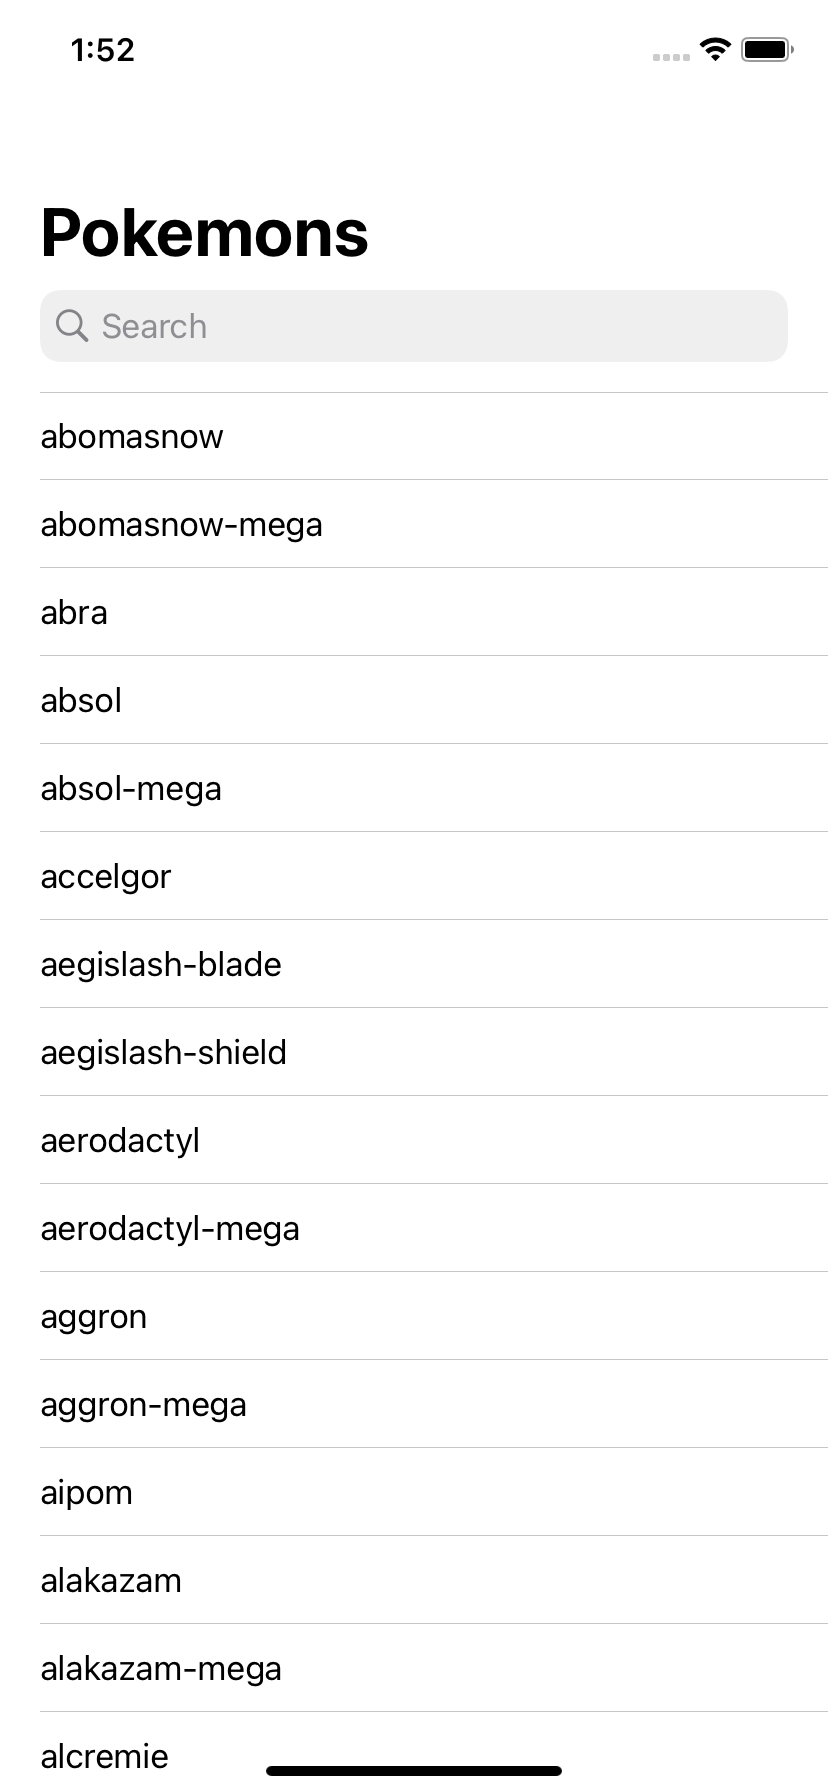 1:52
Pokemons
Search
abomasnow
abomasnow-mega
abra
absol
absol-mega
accelgor
aegislash-blade
aegislash-shield
aerodactyl
aerodactyl-mega
aggron
aggron-mega
aipom
alakazam
alakazam-mega
alcremie